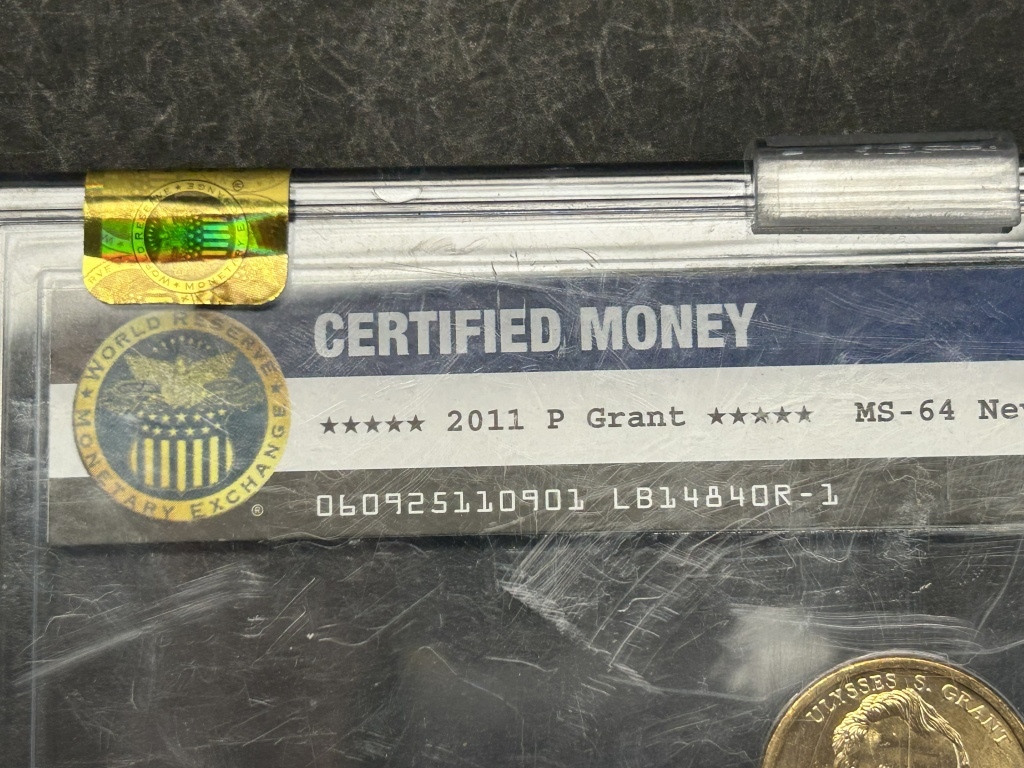 WORLD RESERVE MONETARY EXCHANGE ®
CERTIFIED MONEY
★★★★★ 2011 P Grant ★★★★★ MS-64
060925110901 LB14840R-1
ULYSSES S. GRANT